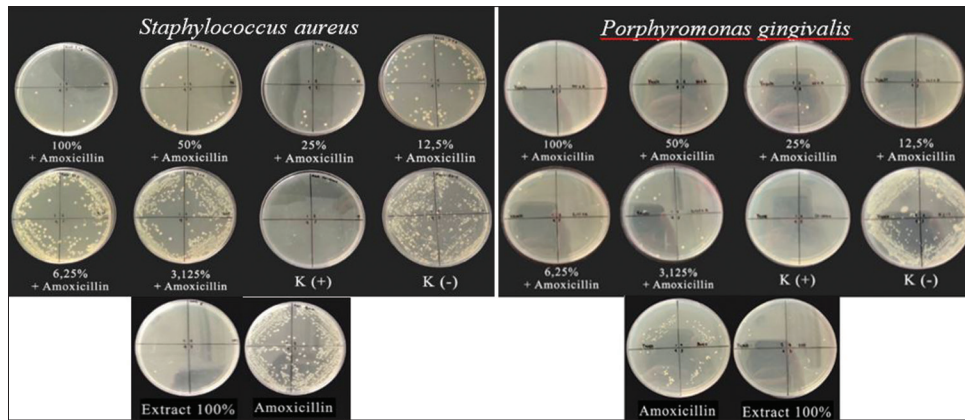 Staphylococcus aureus
100%
+ Amoxicillin
50%
+ Amoxicillin
25%
+ Amoxicillin
12,5%
+ Amoxicillin
6,25%
+ Amoxicillin
3,125%
+ Amoxicillin
K (+)
K (-)
Extract 100%
Amoxicillin
Porphyromonas gingivalis
100%
+ Amoxicillin
50%
+ Amoxicillin
25%
+ Amoxicillin
12,5%
+ Amoxicillin
6,25%
+ Amoxicillin
3,125%
+ Amoxicillin
K (+)
K (-)
Amoxicillin
Extract 100%